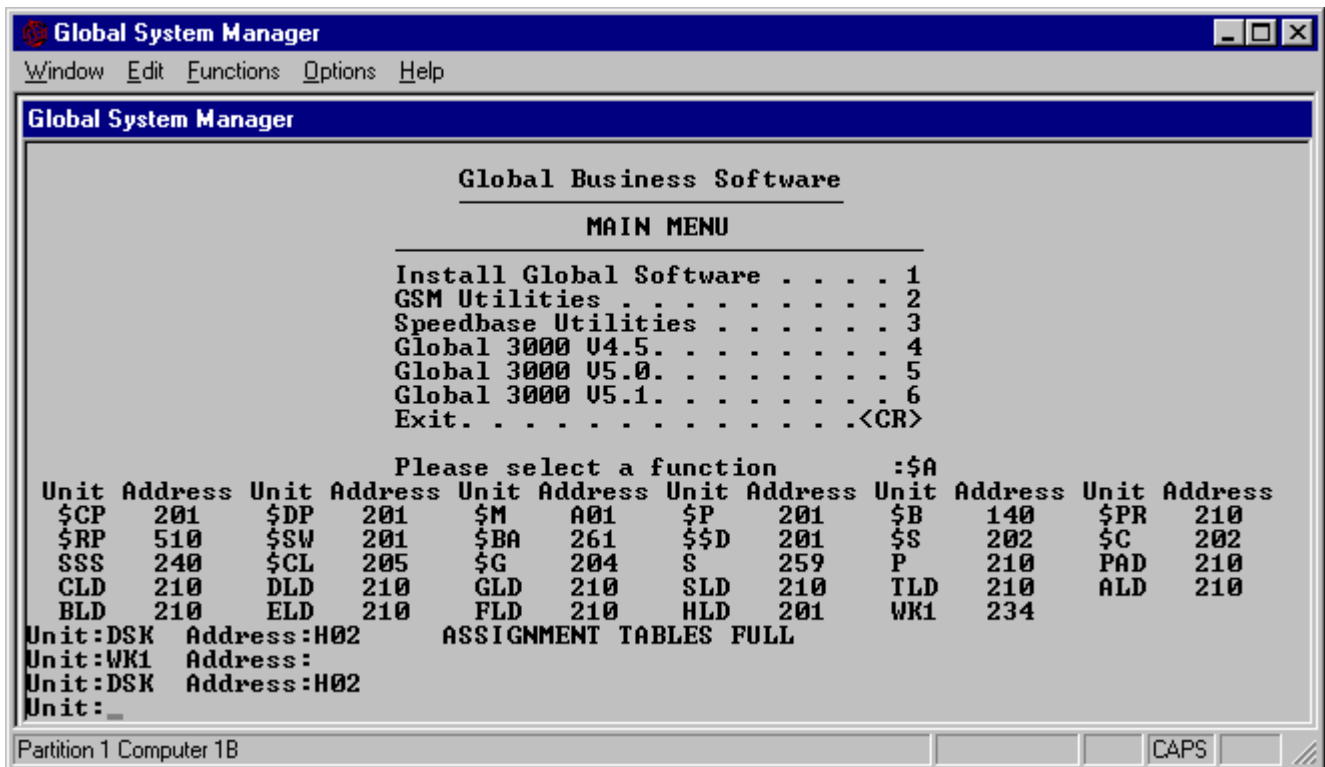 Global System Manager
Window Edit Functions Options Help
Global System Manager
Global Business Software
MAIN MENU
Install Global Software . . . . 1
GSM Utilities . . . . . . . . . 2
Speedbase Utilities . . . . . . 3
Global 3000 V4.5. . . . . . . . 4
Global 3000 V5.0. . . . . . . . 5
Global 3000 V5.1. . . . . . . . 6
Exit. . . . . . . . . . . . .<CR>
Please select a function :$A
Unit Address Unit Address Unit Address Unit Address Unit Address Unit Address
$CP 201 $DP 201 $M A01 $P 201 $B 140 $PR 210
$RP 510 $SW 201 $BA 261 $$D 201 $S 202 $C 202
SSS 240 $CL 205 $G 204 S 259 P 210 PAD 210
CLD 210 DLD 210 GLD 210 SLD 210 TLD 210 ALD 210
BLD 210 ELD 210 FLD 210 HLD 201 WK1 234
Unit:DSK Address:H02 ASSIGNMENT TABLES FULL
Unit:WK1 Address:
Unit:DSK Address:H02
Unit:_
Partition 1 Computer 1B CAPS